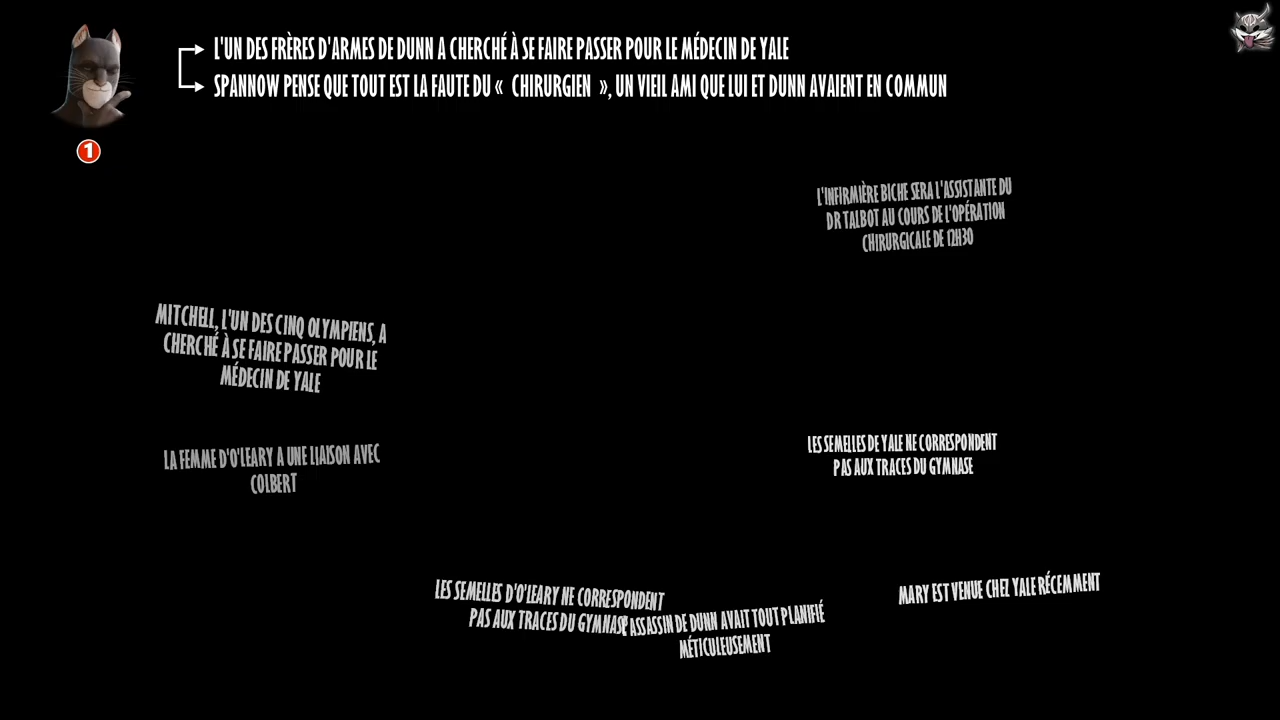 L'UN DES FRÈRES D'ARMES DE DUNN A CHERCHÉ À SE FAIRE PASSER POUR LE MÉDECIN DE YALE
SPANNOW PENSE QUE TOUT EST LA FAUTE DU « CHIRURGIEN », UN VIEIL AMI QUE LUI ET DUNN AVAIENT EN COMMUN
1
L'INFIRMIÈRE BICHE SERA L'ASSISTANTE DU
DR TALBOT AU COURS DE L'OPÉRATION
CHIRURGICALE DE 12H30
MITCHELL, L'UN DES CINQ OLYMPIENS, A
CHERCHÉ À SE FAIRE PASSER POUR LE
MÉDECIN DE YALE
LES SEMELLES DE YALE NE CORRESPONDENT
PAS AUX TRACES DU GYMNASE
LA FEMME D'O'LEARY A UNE LIAISON AVEC
COLBERT
LES SEMELLES D'O'LEARY NE CORRESPONDENT
PAS AUX TRACES DU GYMNASE
L'ASSASSIN DE DUNN AVAIT TOUT PLANIFIÉ
MÉTICULEUSEMENT
MARY EST VENUE CHEZ YALE RÉCEMMENT